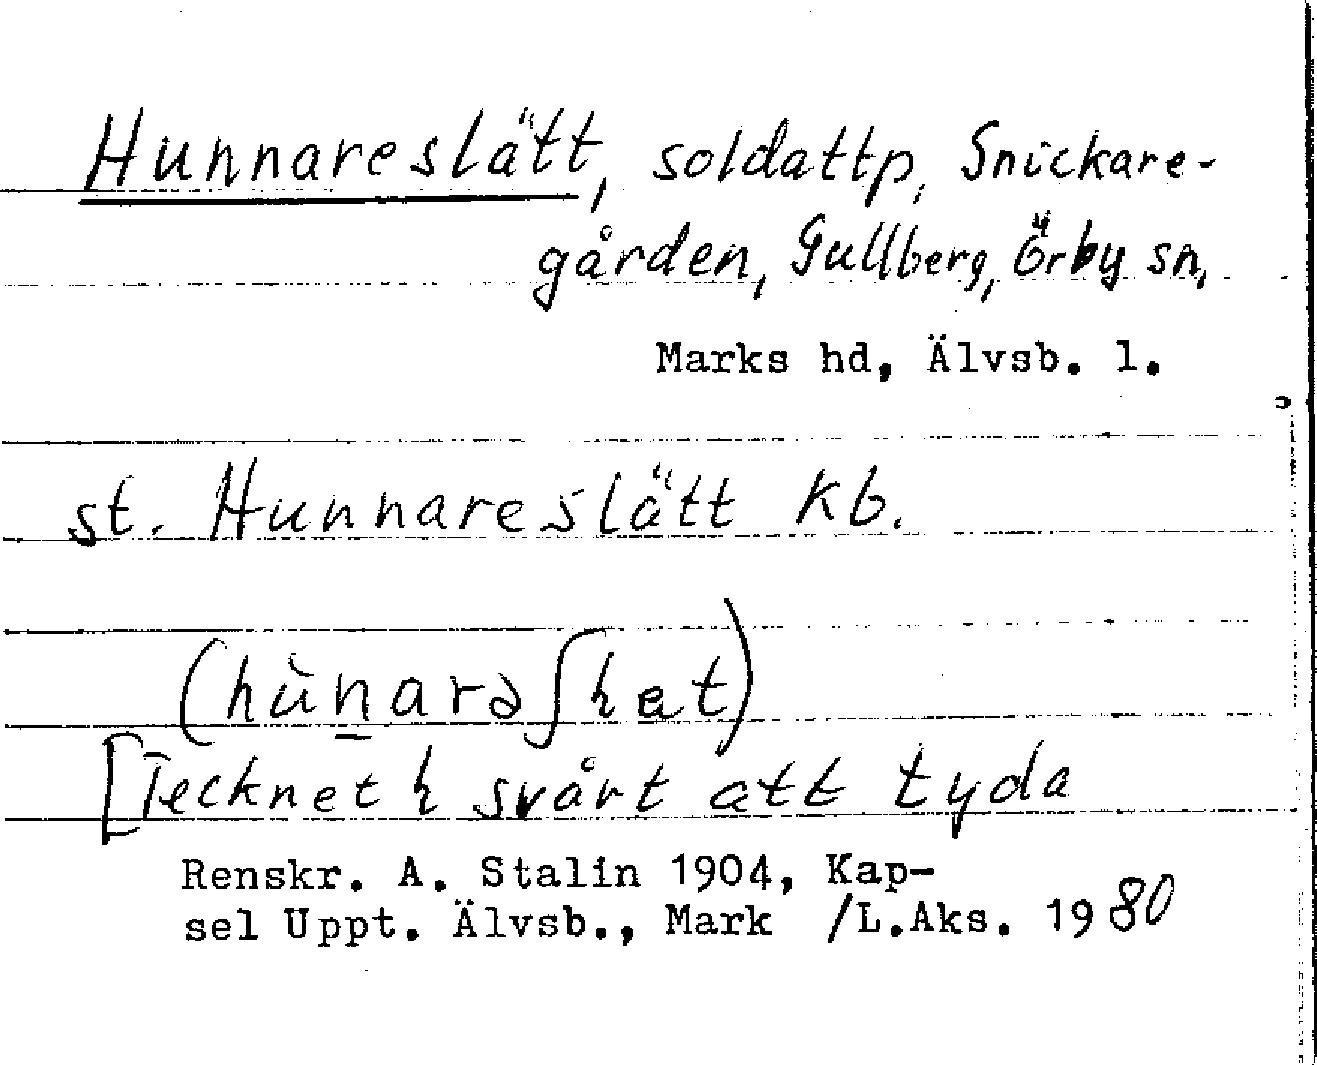 Hunnareslätt, soldattp, Snickare-
gården, Gullberg, Örby sn,
Marks hd, Älvsb. l.
st. Hunnareslätt Kb.
(hùnarəʃhet)
[Tecknet h svårt att tyda
Renskr. A. Stalin 1904, Kap-
sel Uppt. Älvsb., Mark /L.Aks. 1980